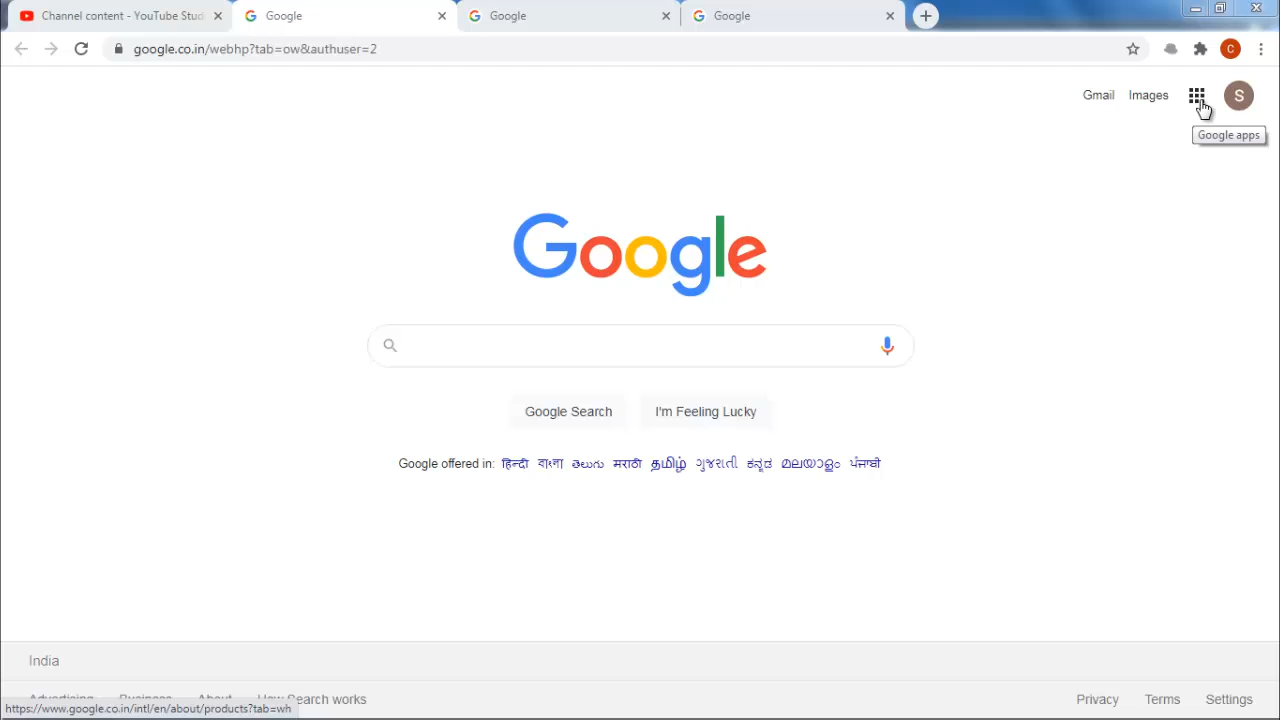 Channel content - YouTube Stud
Google
Google
Google
google.co.in/webhp?tab=ow&authuser=2
C
Gmail Images
S
Google apps
Google
Google Search
I'm Feeling Lucky
Google offered in: हिन्दी বাংলা తెలుగు मराठी தமிழ் ગુજરાતી ಕನ್ನಡ മലയാളം ਪੰਜਾਬੀ
India
Advertising Business About How Search works
Privacy Terms Settings
https://www.google.co.in/intl/en/about/products?tab=wh